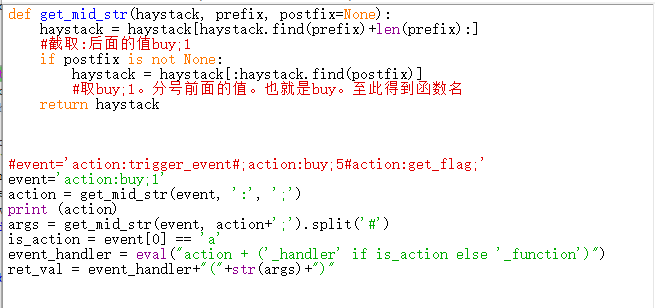 def get_mid_str(haystack, prefix, postfix=None):
    haystack = haystack[haystack.find(prefix)+len(prefix):]
    #截取:后面的值buy;1
    if postfix is not None:
        haystack = haystack[:haystack.find(postfix)]
        #取buy;1。分号前面的值。也就是buy。至此得到函数名
    return haystack
#event='action:trigger_event#;action:buy;5#action:get_flag;'
event='action:buy;1'
action = get_mid_str(event, ':', ';')
print (action)
args = get_mid_str(event, action+';').split('#')
is_action = event[0] == 'a'
event_handler = eval("action + ('_handler' if is_action else '_function')")
ret_val = event_handler+"("+str(args)+")"